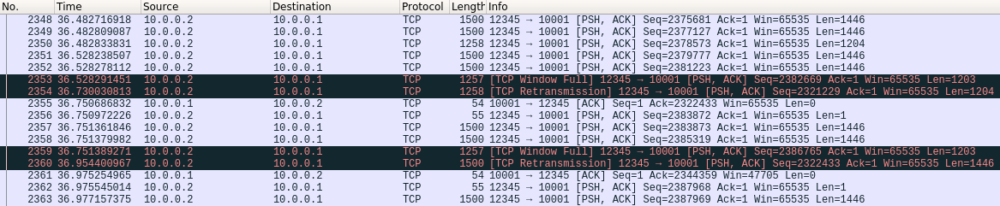 No. Time Source Destination Protocol Length Info
2348 36.482716918 10.0.0.2 10.0.0.1 TCP 1500 12345 → 10001 [PSH, ACK] Seq=2375681 Ack=1 Win=65535 Len=1446
2349 36.482809087 10.0.0.2 10.0.0.1 TCP 1500 12345 → 10001 [PSH, ACK] Seq=2377127 Ack=1 Win=65535 Len=1446
2350 36.482833831 10.0.0.2 10.0.0.1 TCP 1258 12345 → 10001 [PSH, ACK] Seq=2378573 Ack=1 Win=65535 Len=1204
2351 36.528238507 10.0.0.2 10.0.0.1 TCP 1500 12345 → 10001 [PSH, ACK] Seq=2379777 Ack=1 Win=65535 Len=1446
2352 36.528278112 10.0.0.2 10.0.0.1 TCP 1500 12345 → 10001 [PSH, ACK] Seq=2381223 Ack=1 Win=65535 Len=1446
2353 36.528291451 10.0.0.2 10.0.0.1 TCP 1257 [TCP Window Full] 12345 → 10001 [PSH, ACK] Seq=2382669 Ack=1 Win=65535 Len=1203
2354 36.730030813 10.0.0.2 10.0.0.1 TCP 1258 [TCP Retransmission] 12345 → 10001 [PSH, ACK] Seq=2321229 Ack=1 Win=65535 Len=1204
2355 36.750686832 10.0.0.1 10.0.0.2 TCP 54 10001 → 12345 [ACK] Seq=1 Ack=2322433 Win=65535 Len=0
2356 36.750972226 10.0.0.2 10.0.0.1 TCP 55 12345 → 10001 [PSH, ACK] Seq=2383872 Ack=1 Win=65535 Len=1
2357 36.751361846 10.0.0.2 10.0.0.1 TCP 1500 12345 → 10001 [PSH, ACK] Seq=2383873 Ack=1 Win=65535 Len=1446
2358 36.751379982 10.0.0.2 10.0.0.1 TCP 1500 12345 → 10001 [PSH, ACK] Seq=2385319 Ack=1 Win=65535 Len=1446
2359 36.751389271 10.0.0.2 10.0.0.1 TCP 1257 [TCP Window Full] 12345 → 10001 [PSH, ACK] Seq=2386765 Ack=1 Win=65535 Len=1203
2360 36.954400967 10.0.0.2 10.0.0.1 TCP 1500 [TCP Retransmission] 12345 → 10001 [PSH, ACK] Seq=2322433 Ack=1 Win=65535 Len=1446
2361 36.975254965 10.0.0.1 10.0.0.2 TCP 54 10001 → 12345 [ACK] Seq=1 Ack=2344359 Win=47705 Len=0
2362 36.975545014 10.0.0.2 10.0.0.1 TCP 55 12345 → 10001 [PSH, ACK] Seq=2387968 Ack=1 Win=65535 Len=1
2363 36.977157375 10.0.0.2 10.0.0.1 TCP 1500 12345 → 10001 [PSH, ACK] Seq=2387969 Ack=1 Win=65535 Len=1446